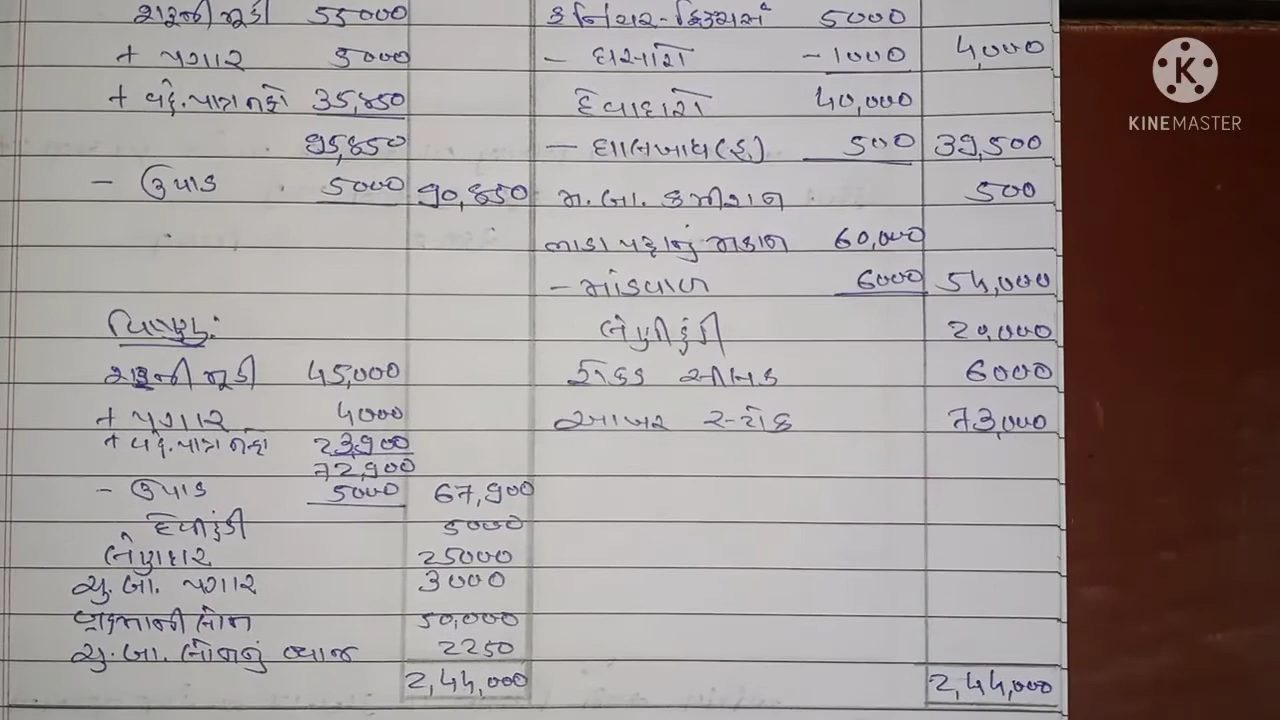 શરૂની મૂડી 55000
+ પગાર 5000
+ વહેં.પાત્ર નફો 35,850
95,850
- ઉપાડ 5000 90,850
વિષ્ણુ:
શરૂની મૂડી 45,000
+ પગાર 4000
+ વહેં.પાત્ર નફો 23,900
72,900
- ઉપાડ 5000 67,900
દેવીહૂંડી 5000
લેણદાર 25000
ચુ.બા. પગાર 3000
બ્રહ્માની લોન 50,000
ચુ.બા. લોનનું વ્યાજ 2250
2,44,000
ફર્નિચર-ફિક્ચર્સ 5000
- ઘસારો -1000 4,000
દેવાદારો 40,000
- ઘાલખાધ(હ.) 500 39,500
મ.બા. કમીશન 500
ભાડા પટ્ટાનું મકાન 60,000
- માંડવાળ 6000 54,000
લેણીહૂંડી 20,000
રોકડ સીલક 6000
આખર સ્ટોક 73,000
2,44,000
K
KINEMASTER